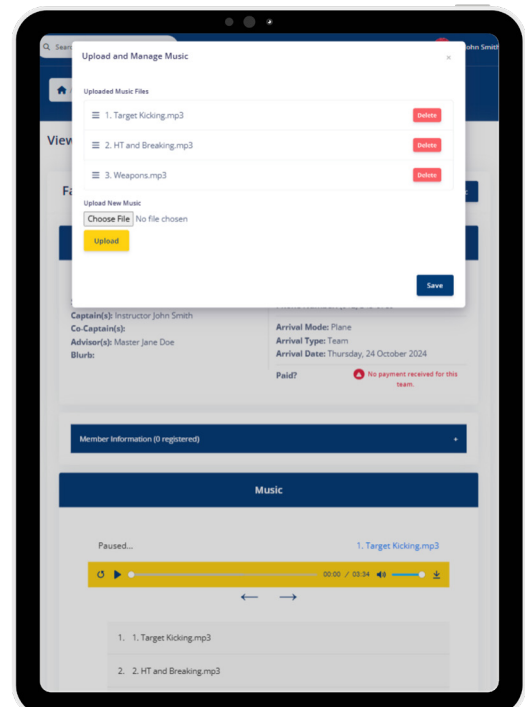 Sear
ohn Smith
Upload and Manage Music
×
Uploaded Music Files
1. Target Kicking.mp3
Delete
2. HT and Breaking.mp3
Delete
3. Weapons.mp3
Delete
Upload New Music
Choose File No file chosen
Upload
Save
View
Captain(s): Instructor John Smith
Co-Captain(s):
Advisor(s): Master Jane Doe
Blurb:
Arrival Mode: Plane
Arrival Type: Team
Arrival Date: Thursday, 24 October 2024
Paid?
No payment received for this
team.
Member Information (0 registered)
+
Music
Paused...
1. Target Kicking.mp3
00:00 / 03:34
1. 1. Target Kicking.mp3
2. 2. HT and Breaking.mp3